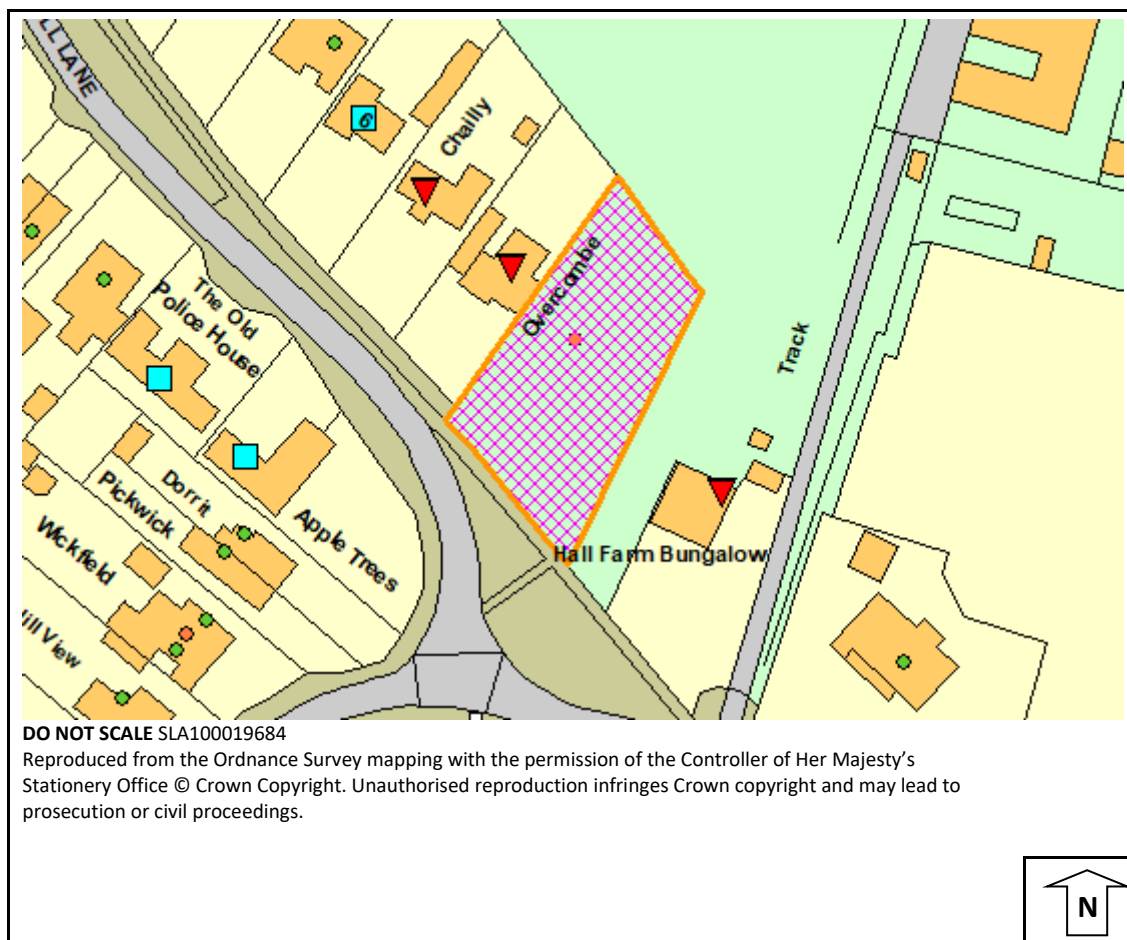 LL LANE
6
Chailly
Overcombe
The Old
Police House
Track
Dorrit
Pickwick
Apple Trees
Wickfield
Hall Farm Bungalow
Hill View
DO NOT SCALE SLA100019684
Reproduced from the Ordnance Survey mapping with the permission of the Controller of Her Majesty’s
Stationery Office © Crown Copyright. Unauthorised reproduction infringes Crown copyright and may lead to
prosecution or civil proceedings.
N